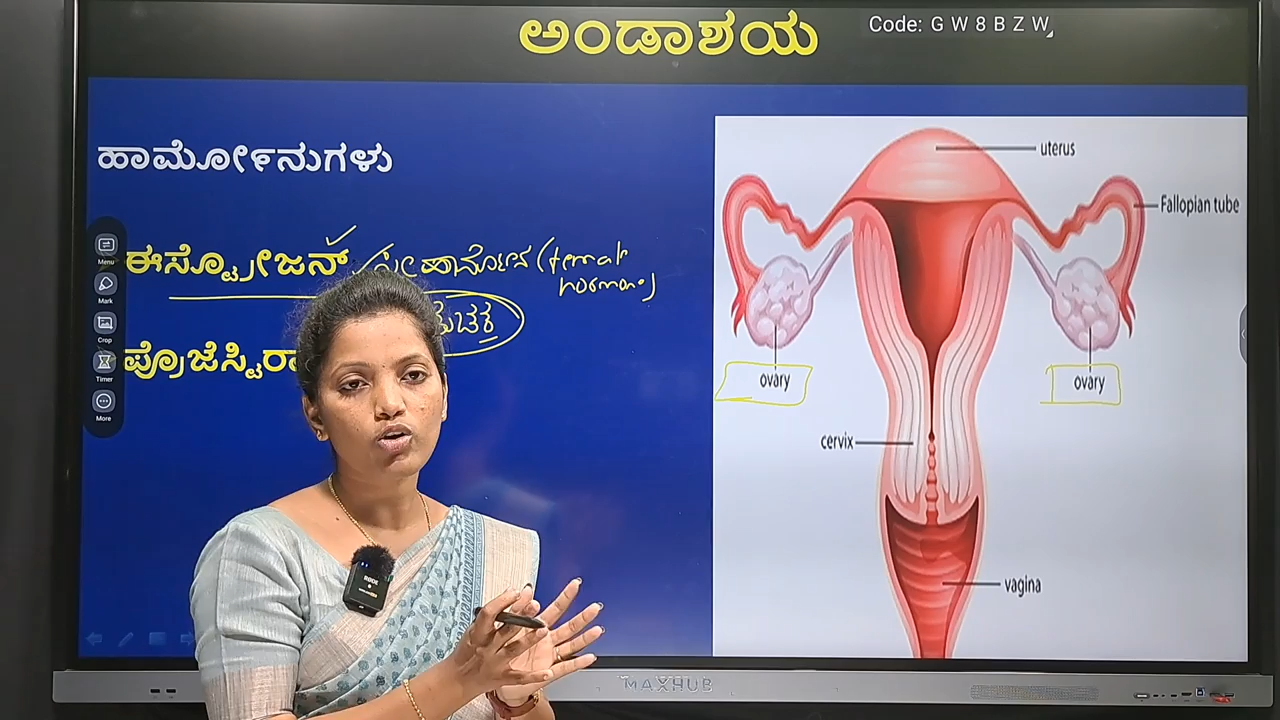 ಅಂಡಾಶಯ
Code: G W 8 B Z W
ಹಾರ್ಮೋನುಗಳು
ಈಸ್ಟ್ರೋಜನ್ ಸ್ತ್ರೀ ಹಾರ್ಮೋನ (female
hormone)
ಪ್ರೊಜೆಸ್ಟಿರಾ
Menu
Mark
Crop
Timer
More
uterus
Fallopian tube
ovary
ovary
cervix
vagina
RØDE
MAXHUB